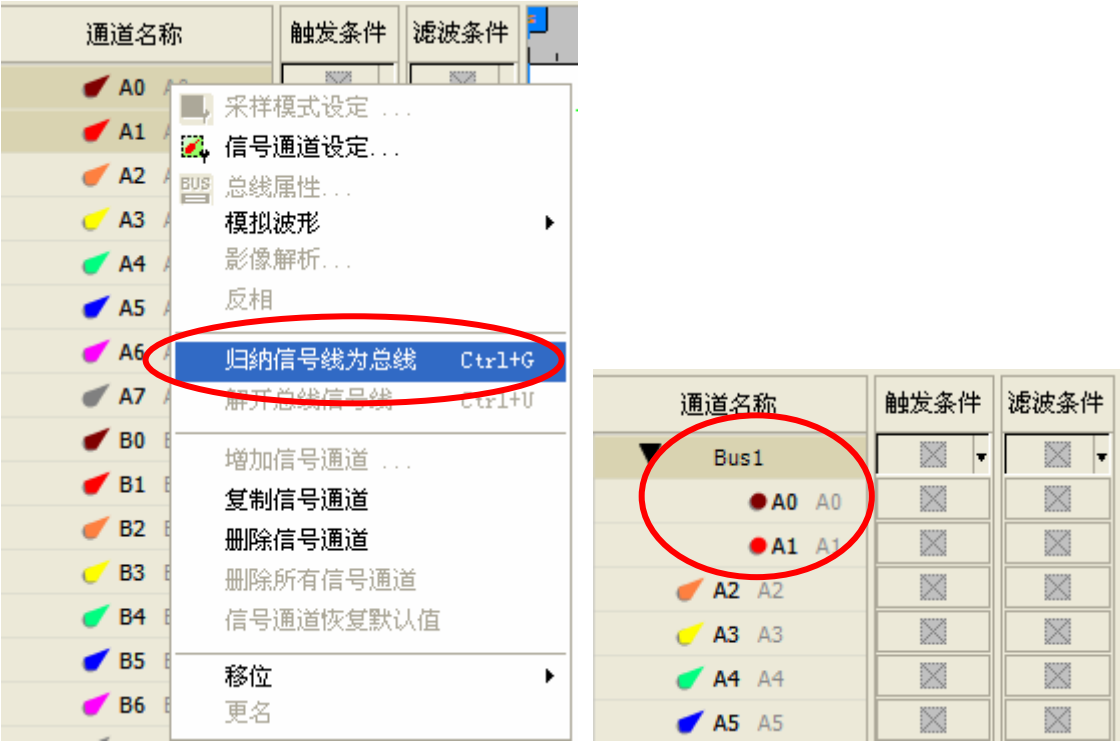 通道名称 触发条件 滤波条件
A0
A1
A2
A3
A4
A5
A6
A7
B0
B1
B2
B3
B4
B5
B6
采样模式设定 ...
信号通道设定...
BUS 总线属性...
模拟波形
影像解析...
反相
归纳信号线为总线 Ctrl+G
解开总线信号线 Ctrl+U
增加信号通道 ...
复制信号通道
删除信号通道
删除所有信号通道
信号通道恢复默认值
移位
更名
通道名称 触发条件 滤波条件
Bus1
A0 A0
A1 A1
A2 A2
A3 A3
A4 A4
A5 A5